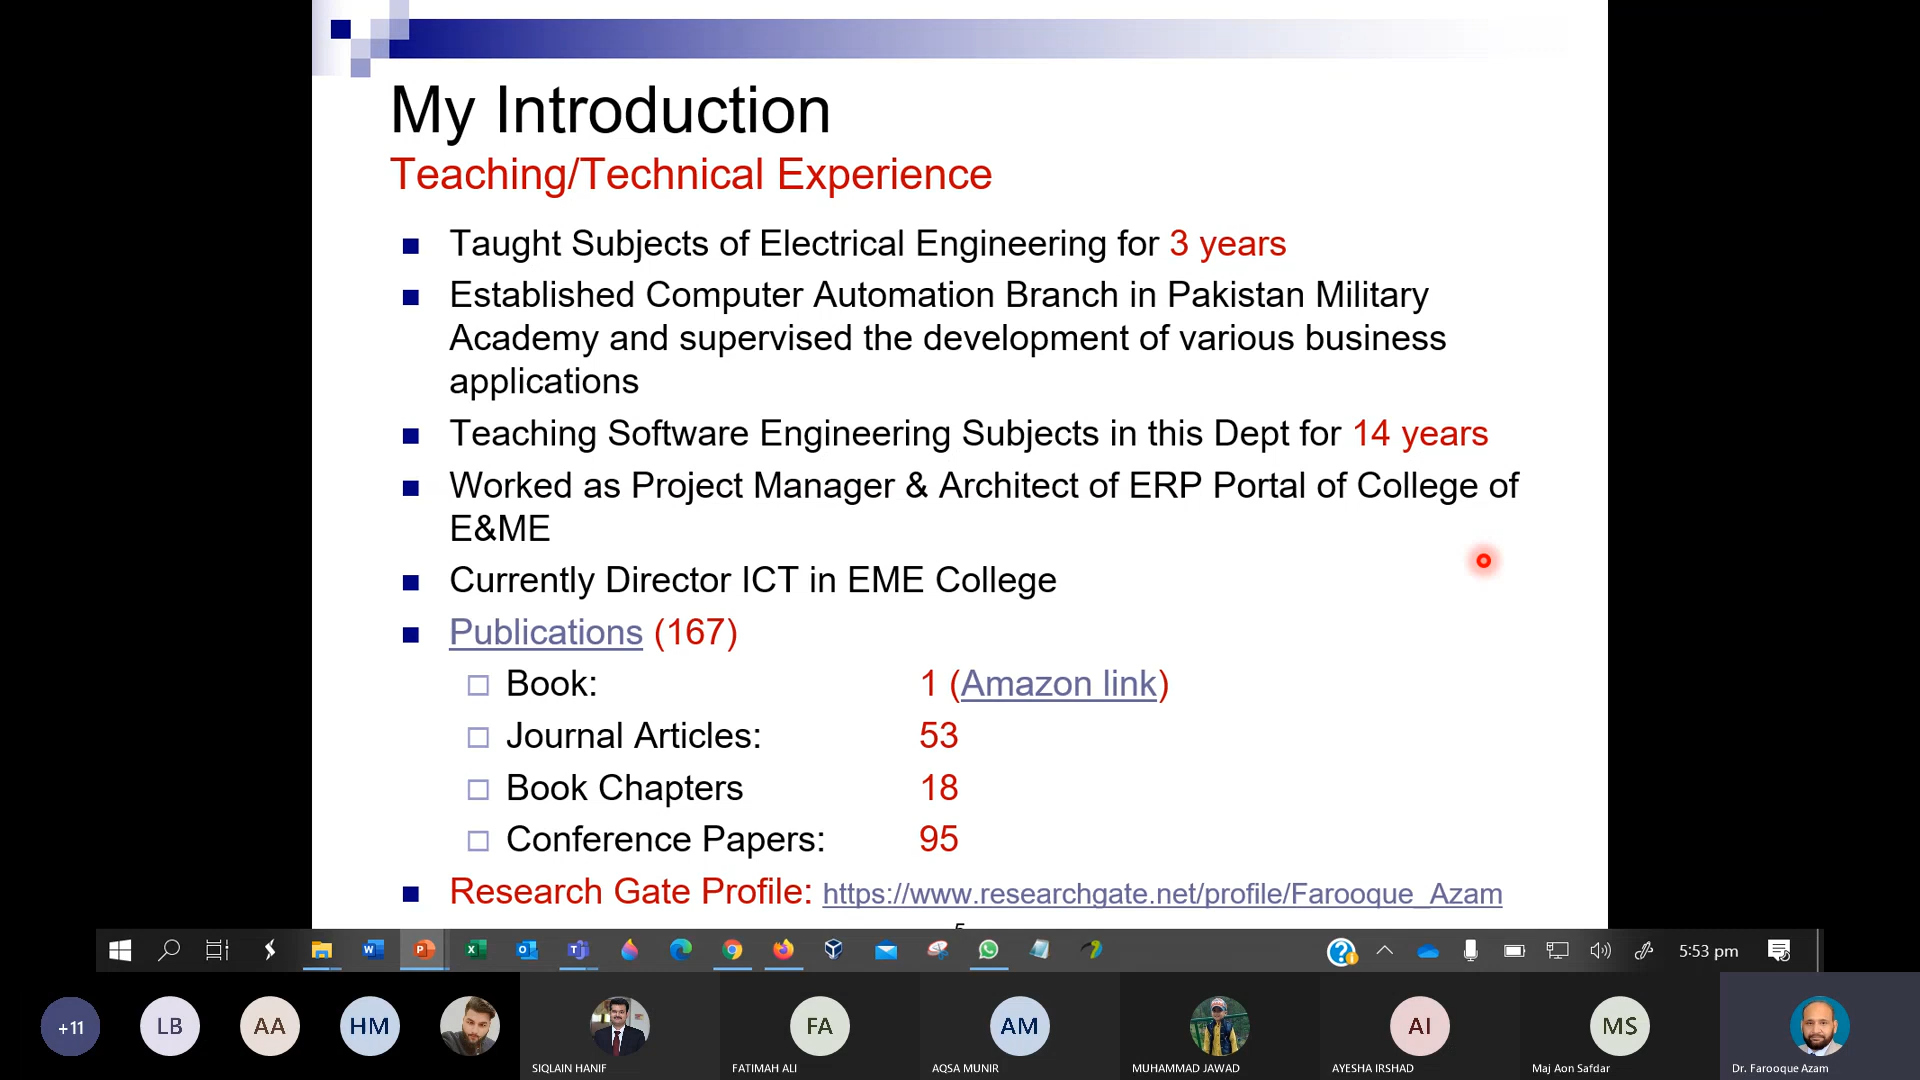 My Introduction
Teaching/Technical Experience
Taught Subjects of Electrical Engineering for 3 years
Established Computer Automation Branch in Pakistan Military
Academy and supervised the development of various business
applications
Teaching Software Engineering Subjects in this Dept for 14 years
Worked as Project Manager & Architect of ERP Portal of College of
E&ME
Currently Director ICT in EME College
Publications (167)
Book: 1 (Amazon link)
Journal Articles: 53
Book Chapters 18
Conference Papers: 95
Research Gate Profile: https://www.researchgate.net/profile/Farooque_Azam
5:53 pm
+11
LB
AA
HM
FA
AM
AI
MS
SIQLAIN HANIF
FATIMAH ALI
AQSA MUNIR
MUHAMMAD JAWAD
AYESHA IRSHAD
Maj Aon Safdar
Dr. Farooque Azam